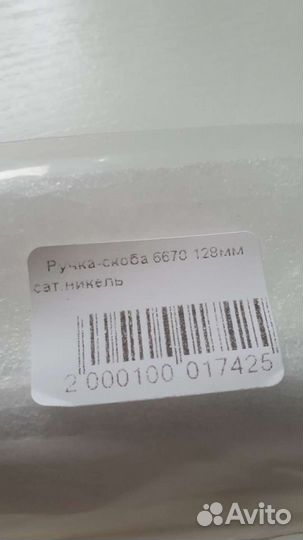 Ручка-скоба 6670 128мм
сат.никель
2 000100 017425
Avito